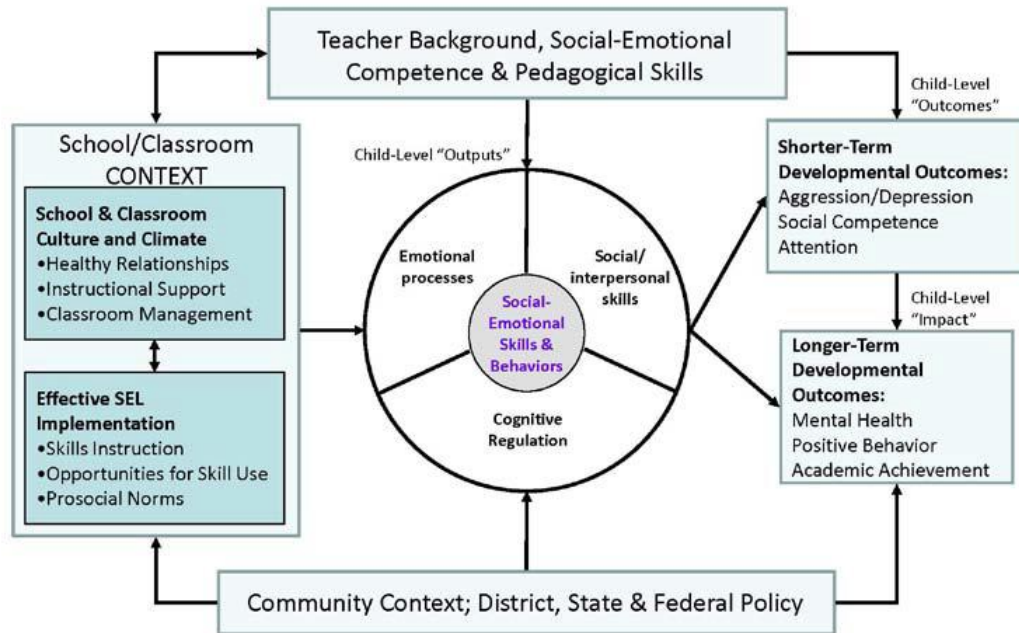 Teacher Background, Social-Emotional
Competence & Pedagogical Skills
Child-Level
"Outcomes"
School/Classroom
CONTEXT
School & Classroom
Culture and Climate
•Healthy Relationships
•Instructional Support
•Classroom Management
Effective SEL
Implementation
•Skills Instruction
•Opportunities for Skill Use
•Prosocial Norms
Child-Level "Outputs"
Emotional
processes
Social/
interpersonal
skills
Social-
Emotional
Skills &
Behaviors
Cognitive
Regulation
Shorter-Term
Developmental Outcomes:
Aggression/Depression
Social Competence
Attention
Child-Level
"Impact"
Longer-Term
Developmental
Outcomes:
Mental Health
Positive Behavior
Academic Achievement
Community Context; District, State & Federal Policy